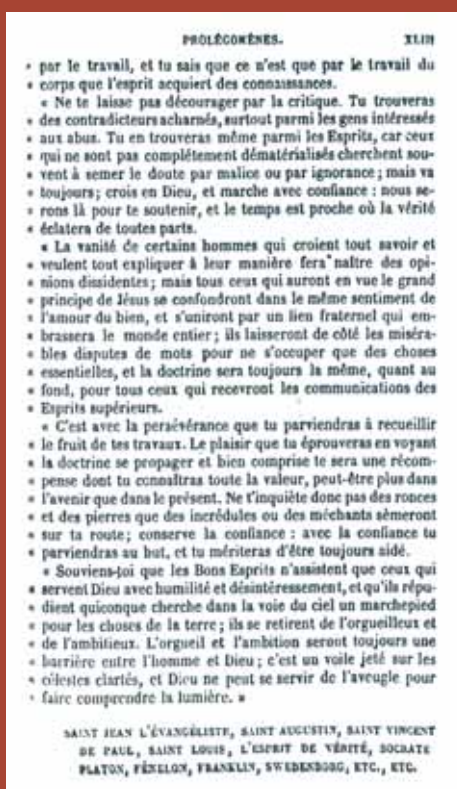 PROLÉGOMÈNES. XLIII
« par le travail, et tu sais que ce n'est que par le travail du
« corps que l'esprit acquiert des connaissances.
« Ne te laisse pas décourager par la critique. Tu trouveras
« des contradicteurs acharnés, surtout parmi les gens intéressés
« aux abus. Tu en trouveras même parmi les Esprits, car ceux
« qui ne sont pas complétement dématérialisés cherchent sou-
« vent à semer le doute par malice ou par ignorance; mais va
« toujours; crois en Dieu, et marche avec confiance : nous se-
« rons là pour te soutenir, et le temps est proche où la vérité
« éclatera de toutes parts.
« La vanité de certains hommes qui croient tout savoir et
« veulent tout expliquer à leur manière fera naître des opi-
« nions dissidentes; mais tous ceux qui auront en vue le grand
« principe de Jésus se confondront dans le même sentiment de
« l'amour du bien, et s'uniront par un lien fraternel qui em-
« brassera le monde entier; ils laisseront de côté les miséra-
« bles disputes de mots pour ne s'occuper que des choses
« essentielles, et la doctrine sera toujours la même, quant au
« fond, pour tous ceux qui recevront les communications des
« Esprits supérieurs.
« C'est avec la persévérance que tu parviendras à recueillir
« le fruit de tes travaux. Le plaisir que tu éprouveras en voyant
« la doctrine se propager et bien comprise te sera une récom-
« pense dont tu connaîtras toute la valeur, peut-être plus dans
« l'avenir que dans le présent. Ne t'inquiète donc pas des ronces
« et des pierres que des incrédules ou des méchants sèmeront
« sur ta route; conserve la confiance : avec la confiance tu
« parviendras au but, et tu mériteras d'être toujours aidé.
« Souviens-toi que les Bons Esprits n'assistent que ceux qui
« servent Dieu avec humilité et désintéressement, et qu'ils répu-
« dient quiconque cherche dans la voie du ciel un marchepied
« pour les choses de la terre; ils se retirent de l'orgueilleux et
« de l'ambitieux. L'orgueil et l'ambition seront toujours une
« barrière entre l'homme et Dieu; c'est un voile jeté sur les
« célestes clartés, et Dieu ne peut se servir de l'aveugle pour
« faire comprendre la lumière. »
SAINT JEAN L'ÉVANGÉLISTE, SAINT AUGUSTIN, SAINT VINCENT
DE PAUL, SAINT LOUIS, L'ESPRIT DE VÉRITÉ, SOCRATE
PLATON, FÉNELON, FRANKLIN, SWEDENBORG, ETC., ETC.